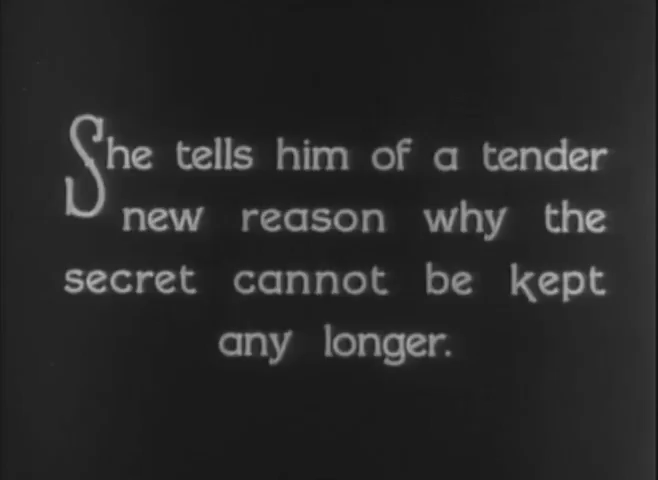 She tells him of a tender
new reason why the
secret cannot be kept
any longer.